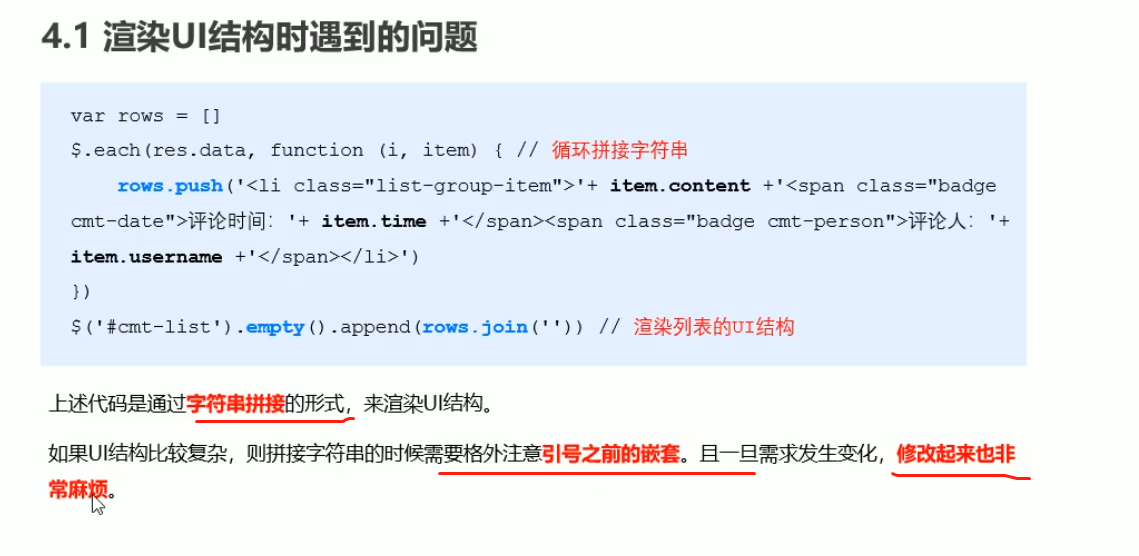 4.1 渲染UI结构时遇到的问题
var rows = []
$.each(res.data, function (i, item) { // 循环拼接字符串
rows.push('<li class="list-group-item">'+ item.content +'<span class="badge
cmt-date">评论时间: '+ item.time +'</span><span class="badge cmt-person">评论人: '+
item.username +'</span></li>')
})
$('#cmt-list').empty().append(rows.join('')) // 渲染列表的UI结构
上述代码是通过字符串拼接的形式，来渲染UI结构。
如果UI结构比较复杂，则拼接字符串的时候需要格外注意引号之前的嵌套。且一旦需求发生变化，修改起来也非
常麻烦。